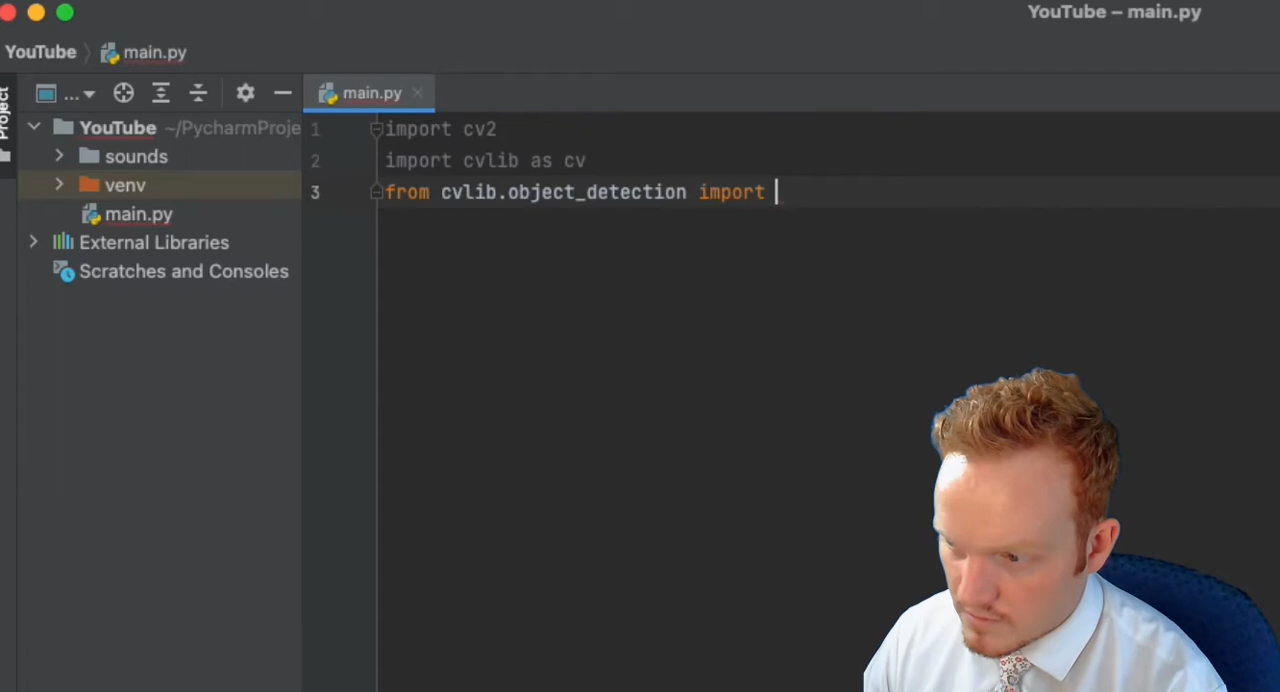 YouTube – main.py
YouTube main.py
Project
...
main.py
YouTube ~/PycharmProje
sounds
venv
main.py
External Libraries
Scratches and Consoles
1 import cv2
2 import cvlib as cv
3 from cvlib.object_detection import